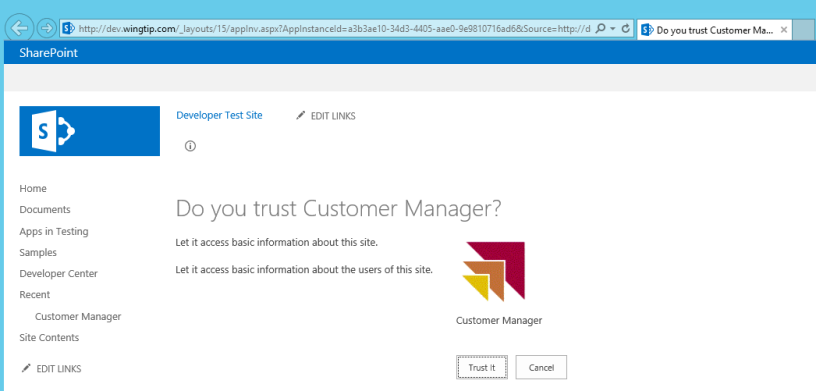 http://dev.wingtip.com/_layouts/15/appInv.aspx?AppInstanceId=a3b3ae10-34d3-4405-aae0-9e9810716ad6&Source=http://d
Do you trust Customer Ma...
SharePoint
S
Developer Test Site
EDIT LINKS
Home
Documents
Apps in Testing
Samples
Developer Center
Recent
Customer Manager
Site Contents
EDIT LINKS
Do you trust Customer Manager?
Let it access basic information about this site.
Let it access basic information about the users of this site.
Customer Manager
Trust It
Cancel